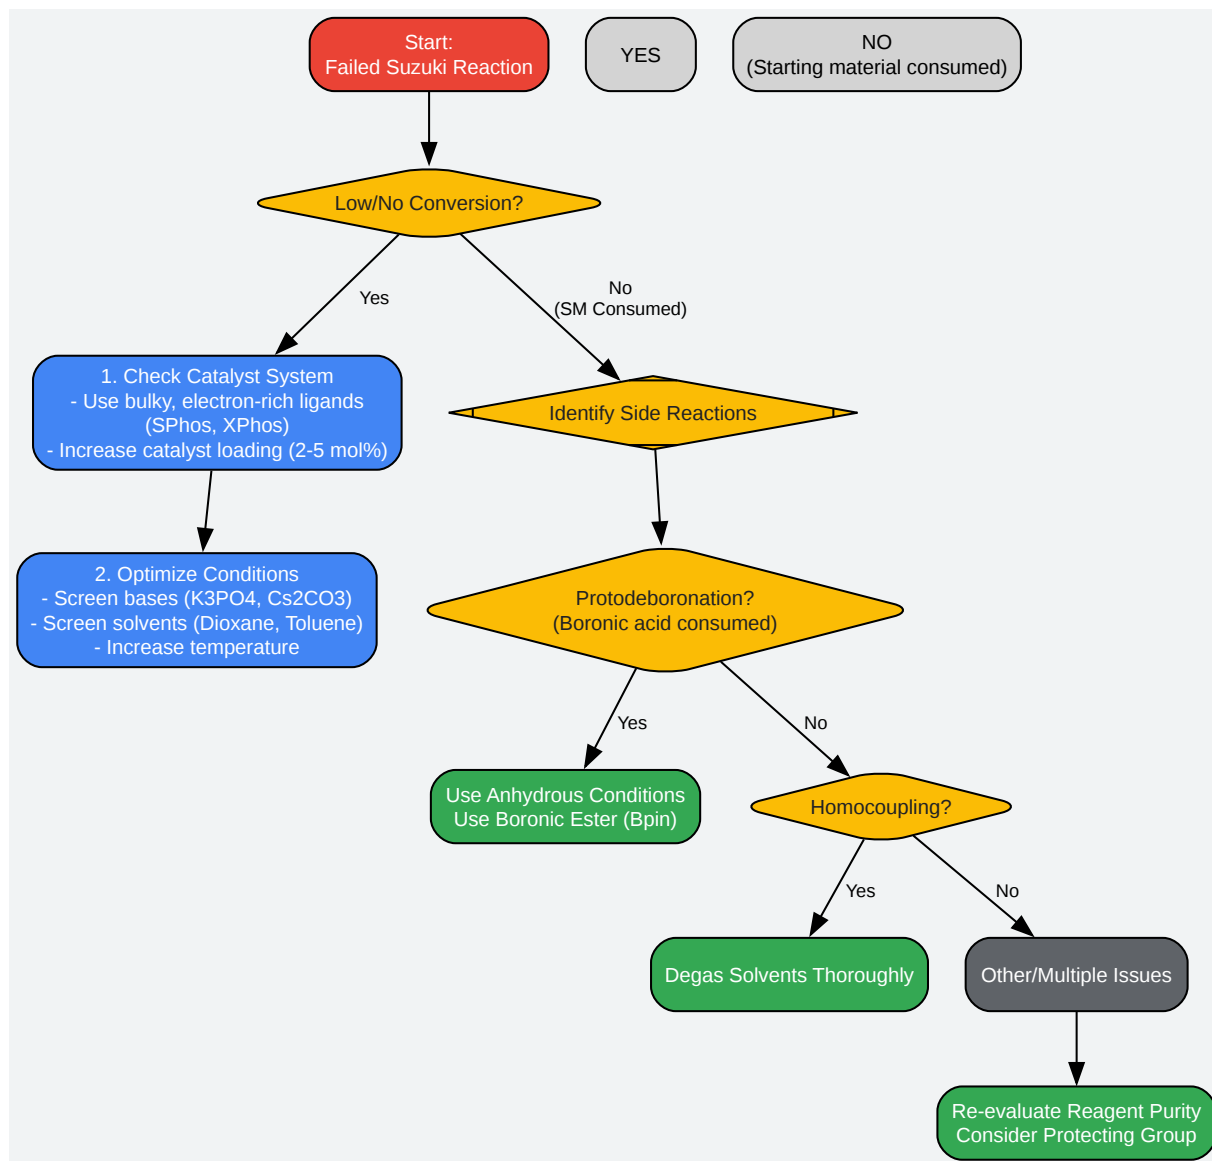 Start:
Failed Suzuki Reaction
YES
NO
(Starting material consumed)
Low/No Conversion?
Yes
No
(SM Consumed)
1. Check Catalyst System
- Use bulky, electron-rich ligands
(SPhos, XPhos)
- Increase catalyst loading (2-5 mol%)
Identify Side Reactions
2. Optimize Conditions
- Screen bases (K3PO4, Cs2CO3)
- Screen solvents (Dioxane, Toluene)
- Increase temperature
Protodeboronation?
(Boronic acid consumed)
Yes
No
Use Anhydrous Conditions
Use Boronic Ester (Bpin)
Homocoupling?
Yes
No
Degas Solvents Thoroughly
Other/Multiple Issues
Re-evaluate Reagent Purity
Consider Protecting Group